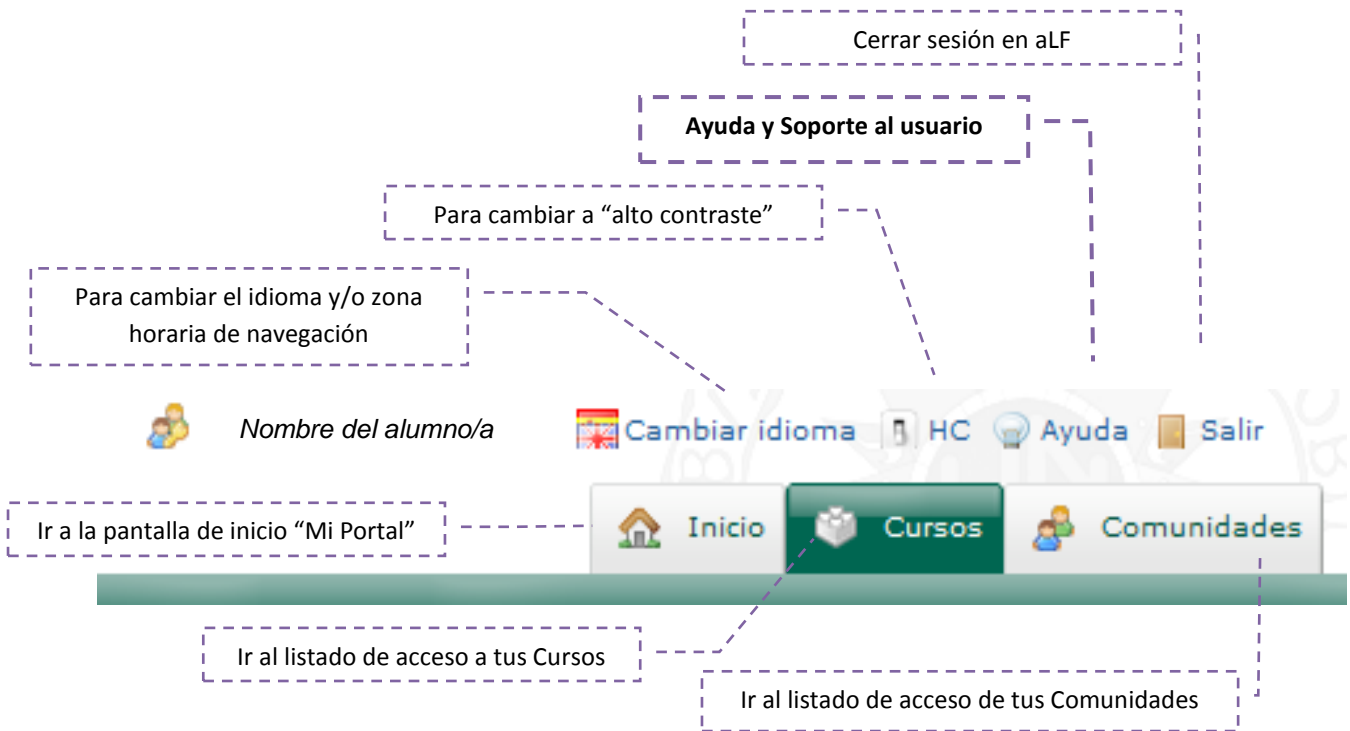 Cerrar sesión en aLF
Ayuda y Soporte al usuario
Para cambiar a “alto contraste”
Para cambiar el idioma y/o zona
horaria de navegación
Nombre del alumno/a
Cambiar idioma HC Ayuda Salir
Ir a la pantalla de inicio “Mi Portal”
Inicio Cursos Comunidades
Ir al listado de acceso a tus Cursos
Ir al listado de acceso de tus Comunidades